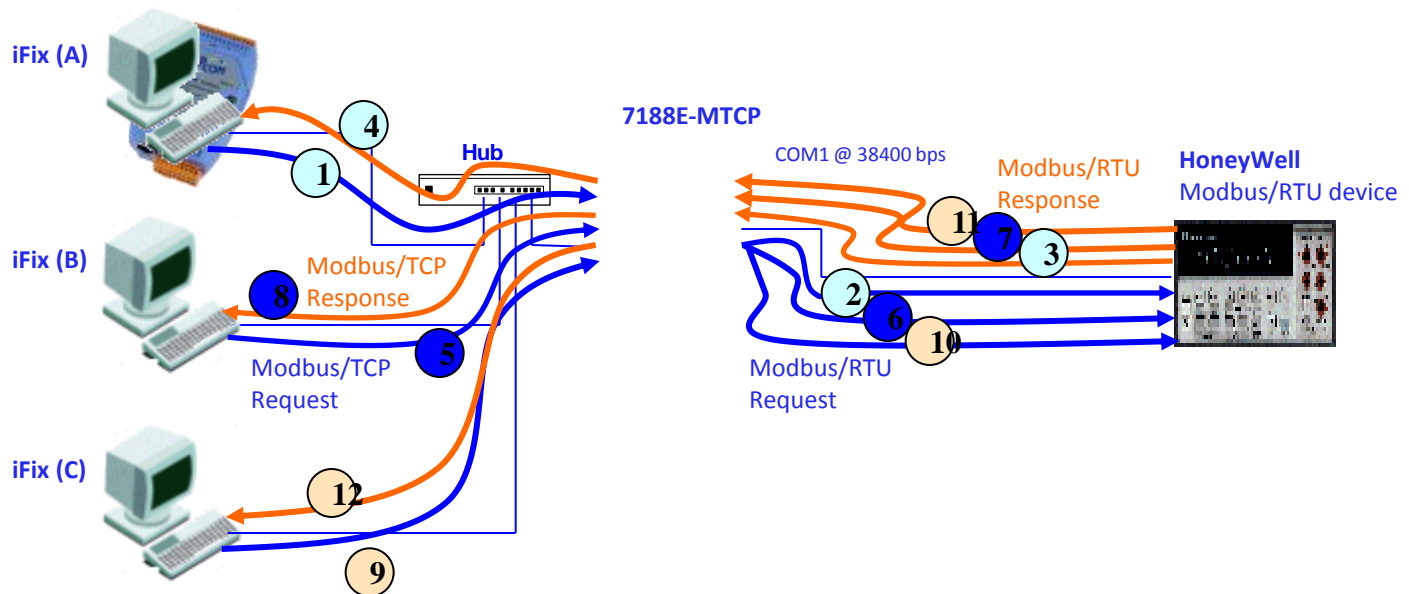 iFix (A)
4
1
Hub
7188E-MTCP
COM1 @ 38400 bps
Modbus/RTU
Response
HoneyWell
Modbus/RTU device
11
7
3
iFix (B)
Modbus/TCP
Response
8
5
Modbus/TCP
Request
2
6
10
Modbus/RTU
Request
iFix (C)
12
9